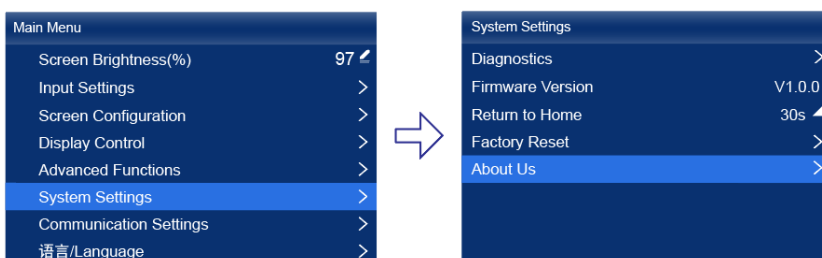 Main Menu
Screen Brightness(%) 97
Input Settings
Screen Configuration
Display Control
Advanced Functions
System Settings
Communication Settings
语言/Language
System Settings
Diagnostics
Firmware Version V1.0.0
Return to Home 30s
Factory Reset
About Us